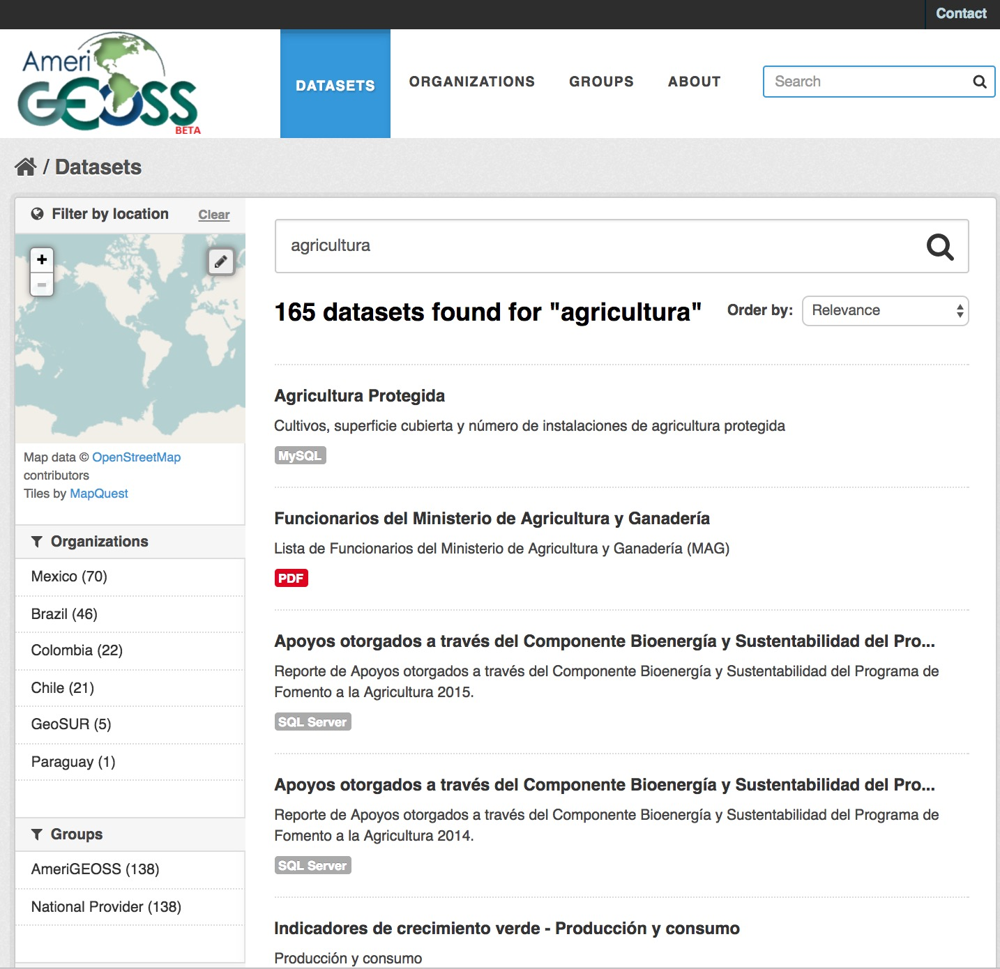 Contact
Ameri
GEOSS
BETA
DATASETS
ORGANIZATIONS
GROUPS
ABOUT
Search
/ Datasets
Filter by location
Clear
+
-
Map data © OpenStreetMap
contributors
Tiles by MapQuest
Organizations
Mexico (70)
Brazil (46)
Colombia (22)
Chile (21)
GeoSUR (5)
Paraguay (1)
Groups
AmeriGEOSS (138)
National Provider (138)
agricultura
165 datasets found for "agricultura"
Order by:
Relevance
Agricultura Protegida
Cultivos, superficie cubierta y número de instalaciones de agricultura protegida
MySQL
Funcionarios del Ministerio de Agricultura y Ganadería
Lista de Funcionarios del Ministerio de Agricultura y Ganadería (MAG)
PDF
Apoyos otorgados a través del Componente Bioenergía y Sustentabilidad del Pro...
Reporte de Apoyos otorgados a través del Componente Bioenergía y Sustentabilidad del Programa de
Fomento a la Agricultura 2015.
SQL Server
Apoyos otorgados a través del Componente Bioenergía y Sustentabilidad del Pro...
Reporte de Apoyos otorgados a través del Componente Bioenergía y Sustentabilidad del Programa de
Fomento a la Agricultura 2014.
SQL Server
Indicadores de crecimiento verde - Producción y consumo
Producción y consumo